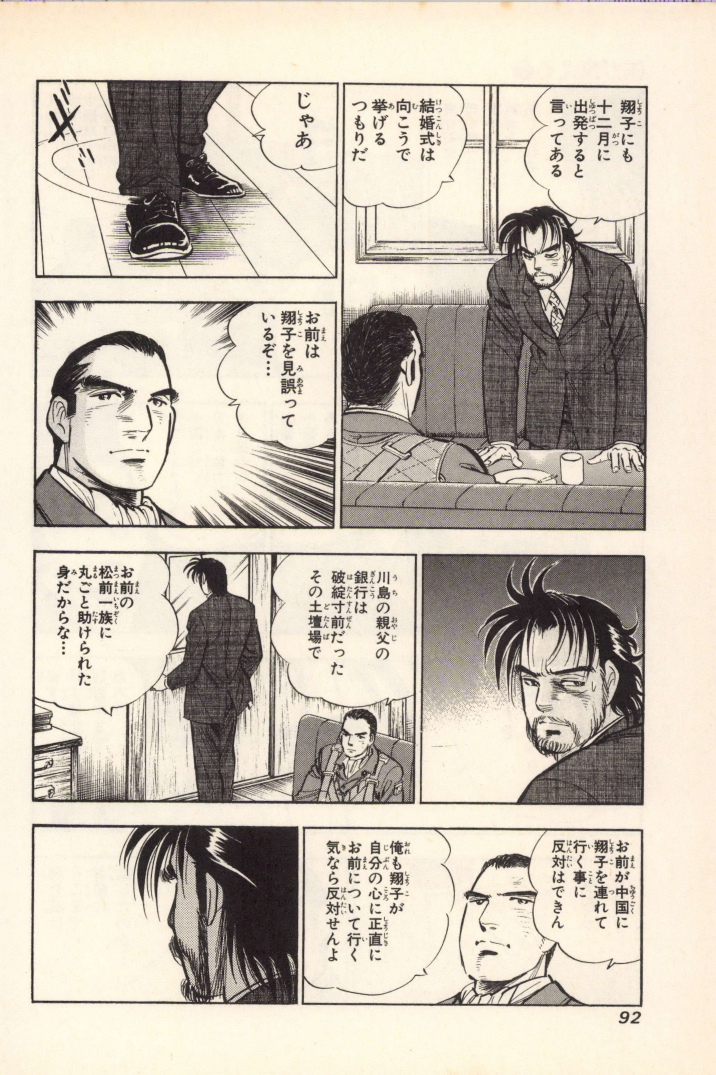 翔子にも
十二月に
出発すると
言ってある
結婚式は
向こうで
挙げる
つもりだ
じゃあ
お前は
翔子を見誤って
いるぞ…
川島の親父の
銀行は
破綻寸前だった
その土壇場で
お前の
松前一族に
丸ごと助けられた
身だからな…
お前が中国に
翔子を連れて
行く事に
反対はできん
俺も翔子が
自分の心に正直に
お前について行く
気なら反対せんよ
92